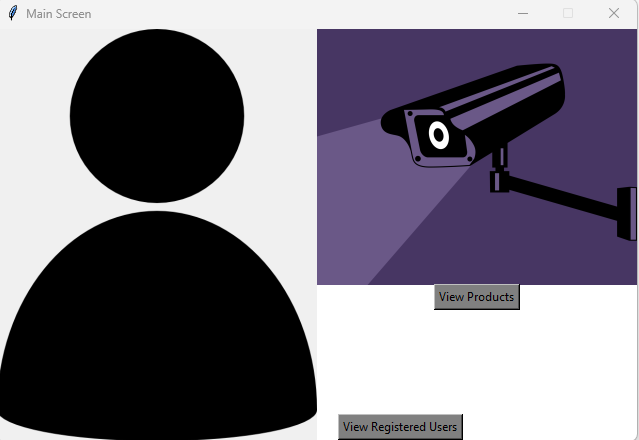 Main Screen
View Products
View Registered Users